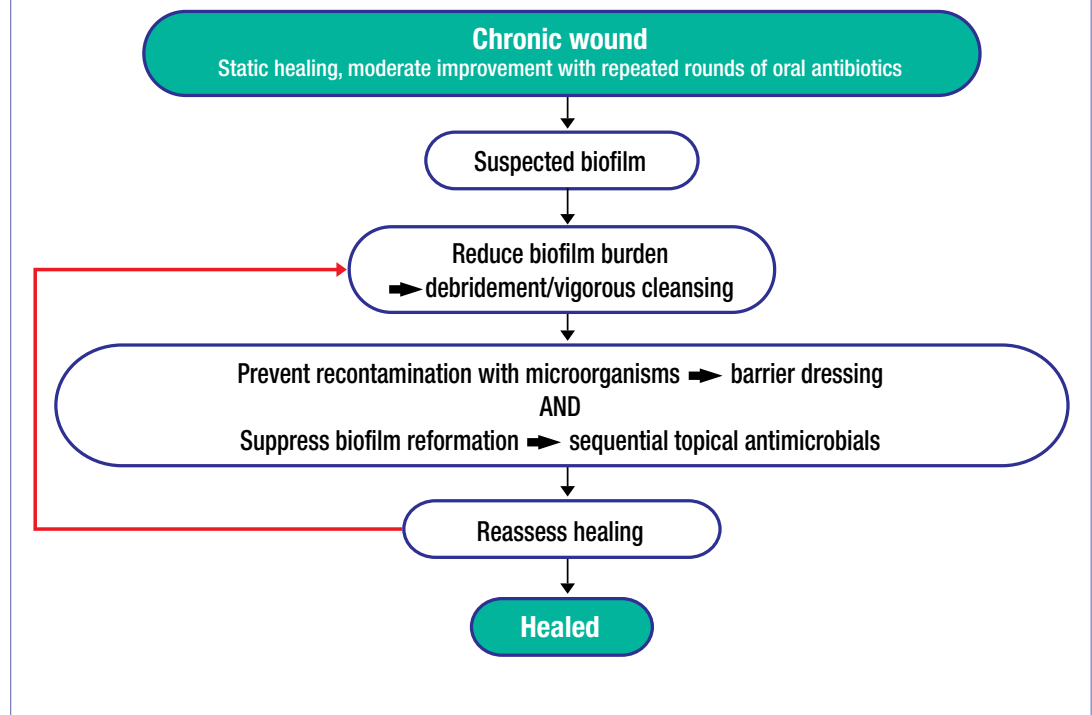 Chronic wound
Static healing, moderate improvement with repeated rounds of oral antibiotics
Suspected biofilm
Reduce biofilm burden
➨ debridement/vigorous cleansing
Prevent recontamination with microorganisms ➨ barrier dressing
AND
Suppress biofilm reformation ➨ sequential topical antimicrobials
Reassess healing
Healed